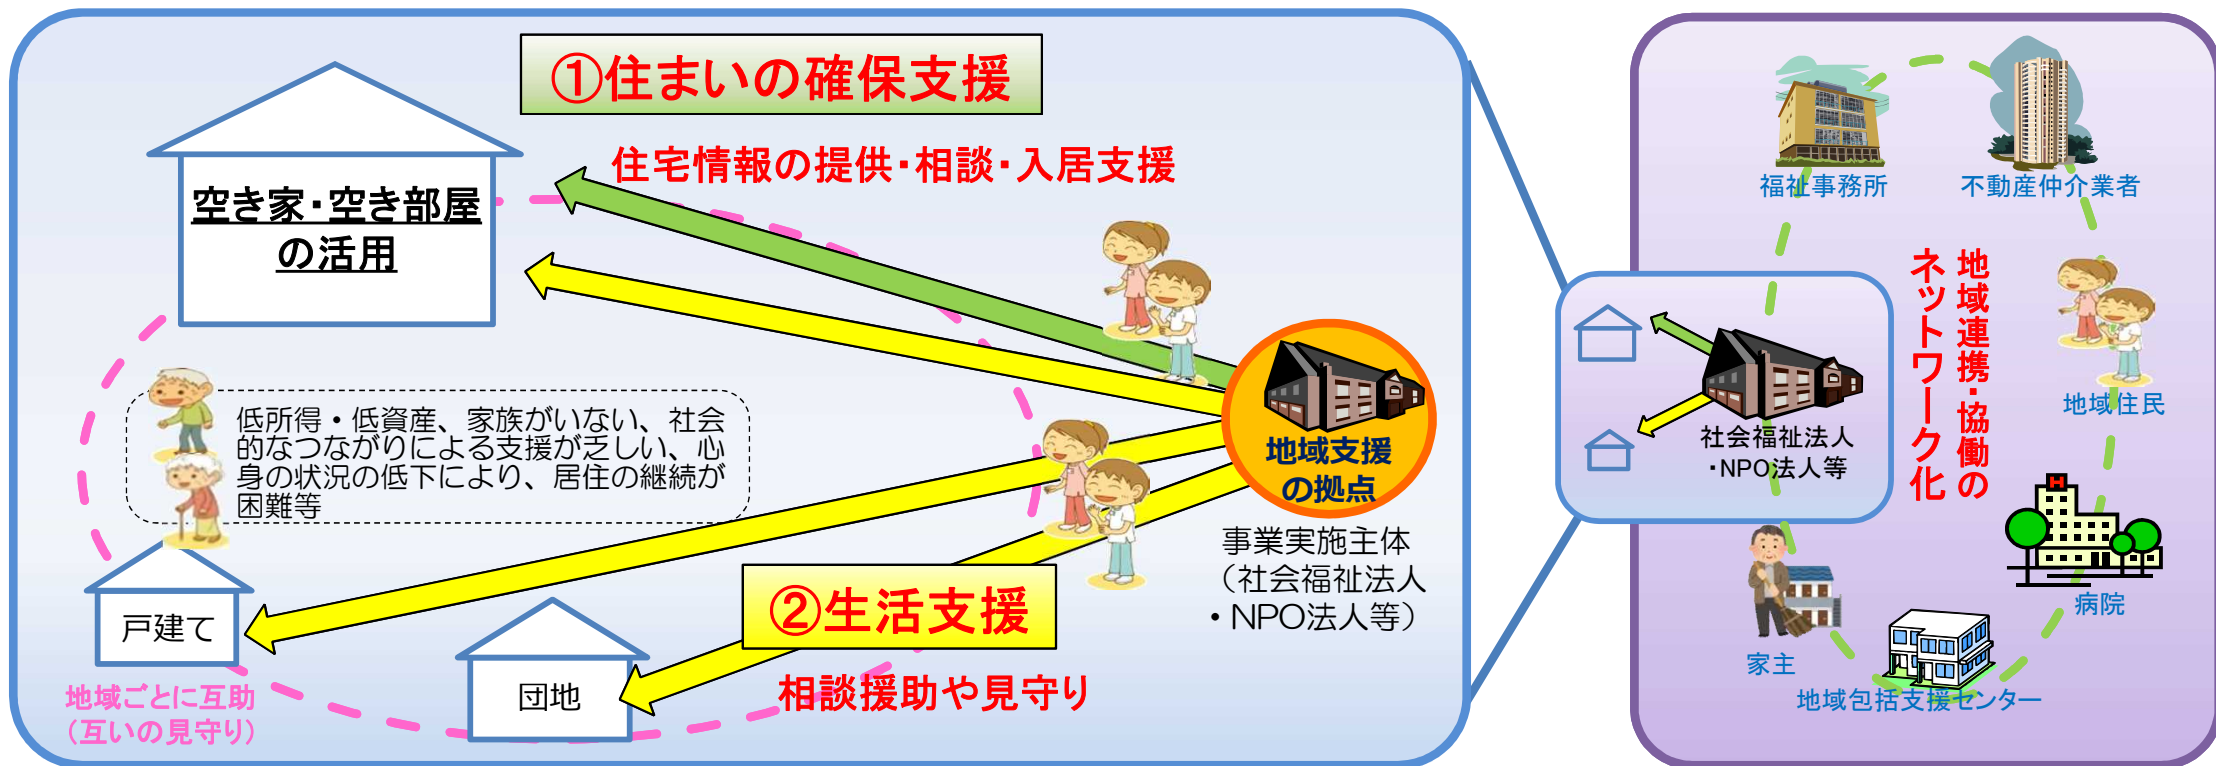 ①住まいの確保支援
住宅情報の提供・相談・入居支援
空き家・空き部屋
の活用
低所得・低資産、家族がいない、社会
的なつながりによる支援が乏しい、心
身の状況の低下により、居住の継続が
困難等
地域支援
の拠点
事業実施主体
（社会福祉法人
・NPO法人等）
戸建て
団地
②生活支援
相談援助や見守り
地域ごとに互助
（互いの見守り）
福祉事務所
不動産仲介業者
地域連携・協働の
ネットワーク化
地域住民
社会福祉法人
・NPO法人等
H
病院
家主
地域包括支援センター